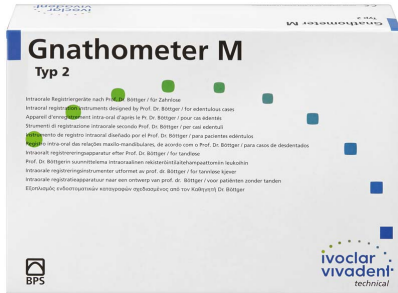 Gnathometer M
Typ 2
Intraorale Registriergeräte nach Prof. Dr. Böttger / für Zahnlose
Intraoral registration instruments designed by Prof. Dr. Böttger / for edentulous cases
Appareil d'enregistrement intra-oral d'après le Pr. Dr. Böttger / pour cas édentés
Strumenti di registrazione intraorale secondo Prof. Dr. Böttger / per casi edentuli
Instrumento de registro intraoral diseñado por el Prof. Dr. Böttger / para pacientes edéntulos
Registro intra-oral das relações maxilo-mandibulares, de acordo com o Prof. Dr. Böttger / para casos de desdentados
Intraoralt registreringsapparatur efter Prof. Dr. Böttger / for tandløse
Prof. Dr. Böttgerin suunnittelema intraoraalinen rekisteröintilaitehampaattomiin leukoihin
Intraorale registreringsinstrumenter utformet av prof. dr. Böttger / for tannløse kjever
Intraorale registratieapparatuur naar een ontwerp van prof. dr. Böttger / voor patiënten zonder tanden
Εξοπλισμός ενδοστοματικών καταγραφών σχεδιασμένος από τον Καθηγητή Dr. Böttger
BPS
ivoclar
vivadent
technical